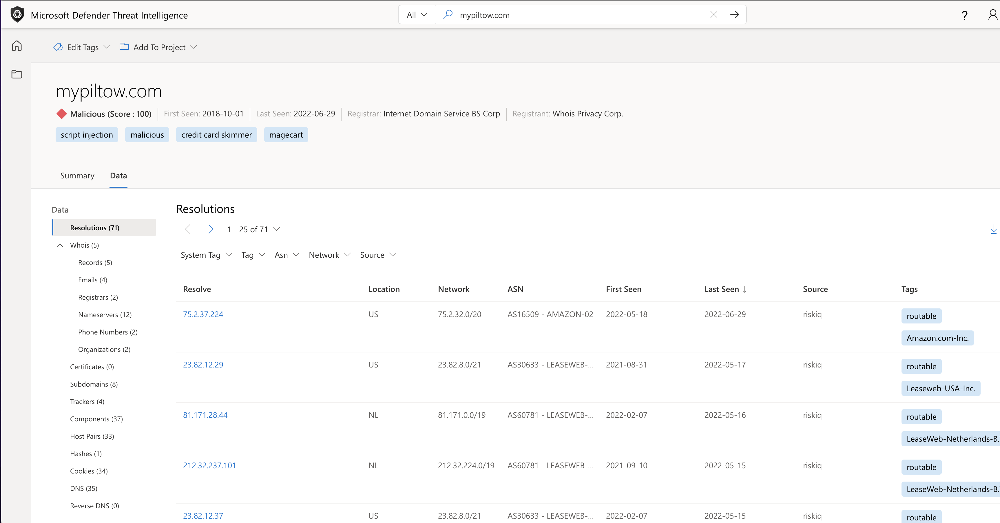 Microsoft Defender Threat Intelligence
All mypiltow.com ?
Edit Tags Add To Project
mypiltow.com
Malicious (Score : 100) First Seen: 2018-10-01 Last Seen: 2022-06-29 Registrar: Internet Domain Service BS Corp Registrant: Whois Privacy Corp.
script injection malicious credit card skimmer magecart
Summary Data
Data
Resolutions (71)
Whois (5)
Records (5)
Emails (4)
Registrars (2)
Nameservers (12)
Phone Numbers (2)
Organizations (2)
Certificates (0)
Subdomains (8)
Trackers (4)
Components (37)
Host Pairs (33)
Hashes (1)
Cookies (34)
DNS (35)
Reverse DNS (0)
Resolutions
1 - 25 of 71
System Tag Tag Asn Network Source
Resolve Location Network ASN First Seen Last Seen ↓ Source Tags
75.2.37.224 US 75.2.32.0/20 AS16509 - AMAZON-02 2022-05-18 2022-06-29 riskiq routable
Amazon.com-Inc.
23.82.12.29 US 23.82.8.0/21 AS30633 - LEASEWEB-... 2021-08-31 2022-05-17 riskiq routable
Leaseweb-USA-Inc.
81.171.28.44 NL 81.171.0.0/19 AS60781 - LEASEWEB-... 2022-02-07 2022-05-16 riskiq routable
LeaseWeb-Netherlands-B.
212.32.237.101 NL 212.32.224.0/19 AS60781 - LEASEWEB-... 2021-09-10 2022-05-15 riskiq routable
LeaseWeb-Netherlands-B.
23.82.12.37 US 23.82.8.0/21 AS30633 - LEASEWEB-... 2022-02-07 2022-05-15 riskiq routable